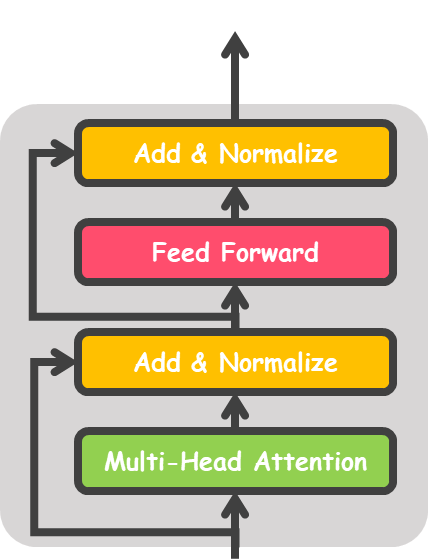 Add & Normalize
Feed Forward
Add & Normalize
Multi-Head Attention